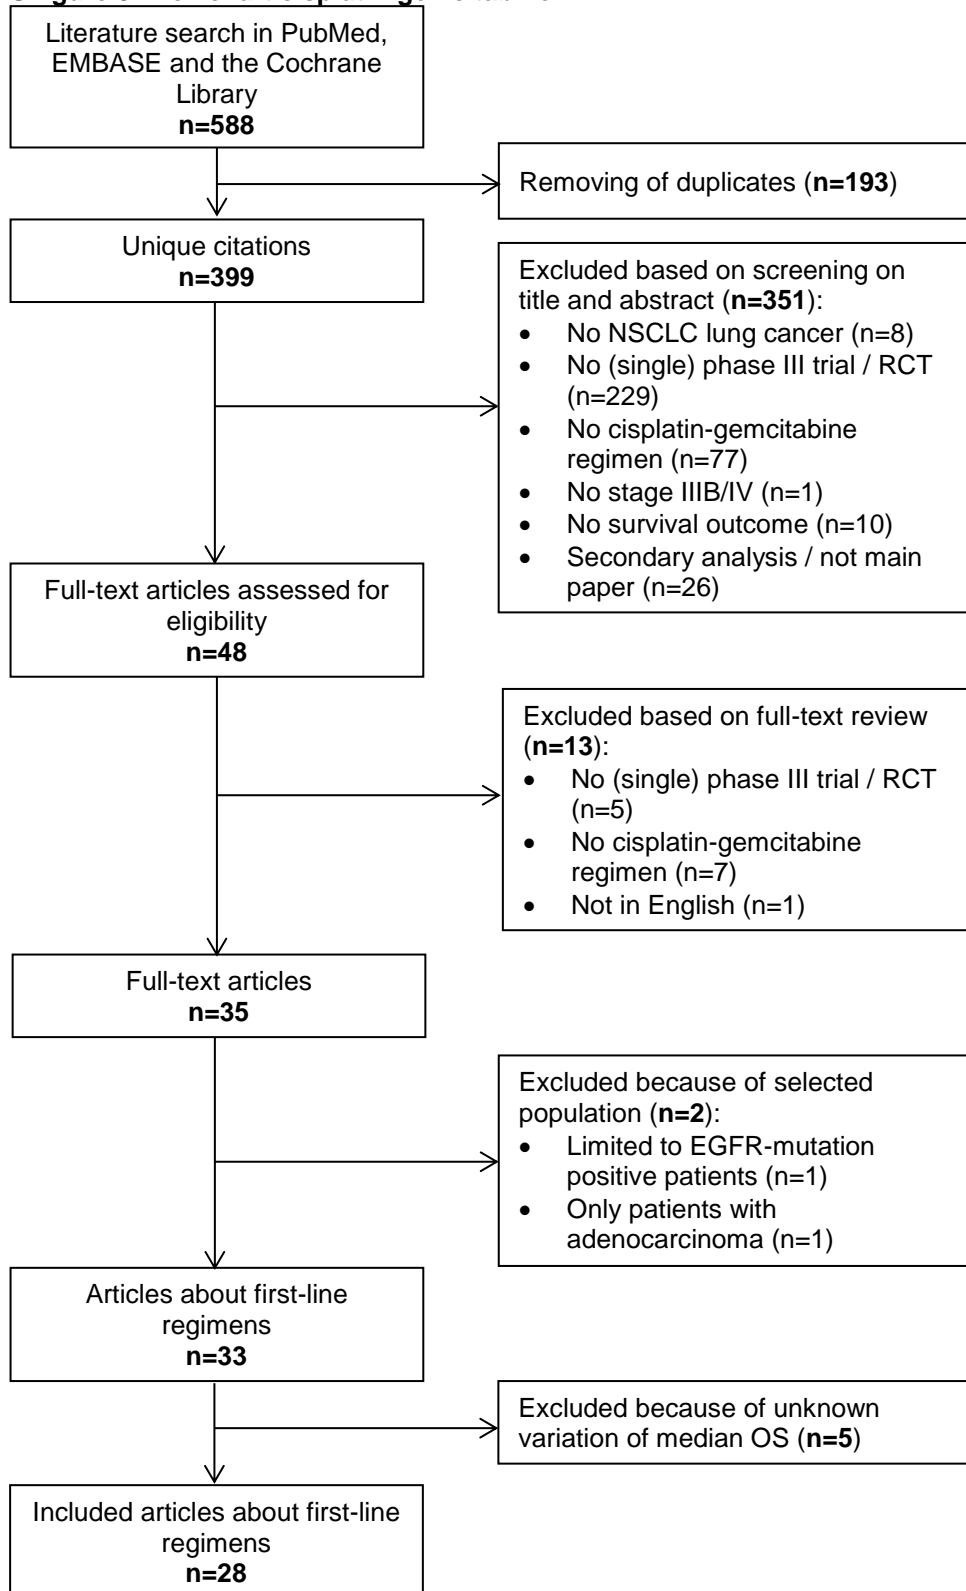 Literature search in PubMed,
EMBASE and the Cochrane
Library
n=588
Removing of duplicates (n=193)
Unique citations
n=399
Excluded based on screening on
title and abstract (n=351):
• No NSCLC lung cancer (n=8)
• No (single) phase III trial / RCT
(n=229)
• No cisplatin-gemcitabine
regimen (n=77)
• No stage IIIB/IV (n=1)
• No survival outcome (n=10)
• Secondary analysis / not main
paper (n=26)
Full-text articles assessed for
eligibility
n=48
Excluded based on full-text review
(n=13):
• No (single) phase III trial / RCT
(n=5)
• No cisplatin-gemcitabine
regimen (n=7)
• Not in English (n=1)
Full-text articles
n=35
Excluded because of selected
population (n=2):
• Limited to EGFR-mutation
positive patients (n=1)
• Only patients with
adenocarcinoma (n=1)
Articles about first-line
regimens
n=33
Excluded because of unknown
variation of median OS (n=5)
Included articles about first-line
regimens
n=28